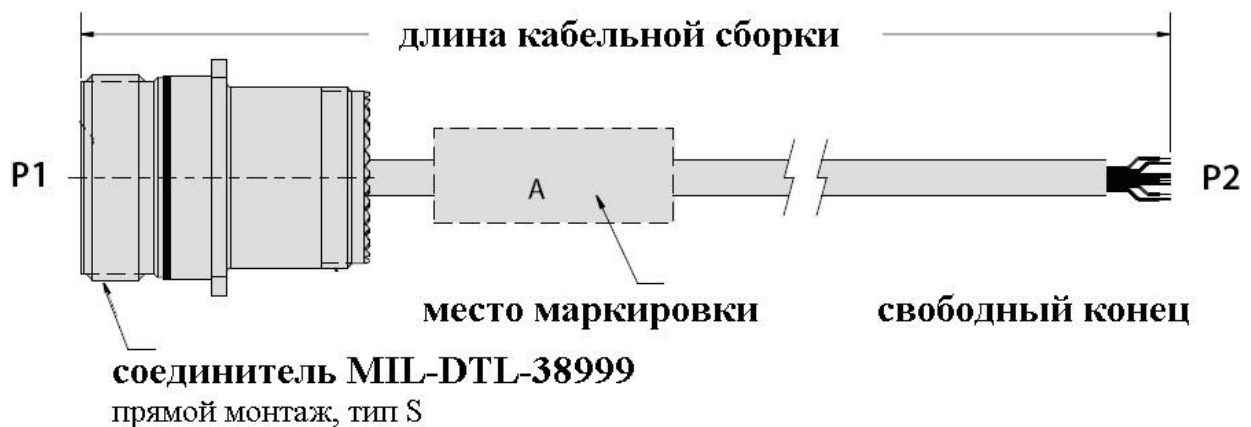 длина кабельной сборки
P1
A
P2
место маркировки
свободный конец
соединитель MIL-DTL-38999
прямой монтаж, тип S